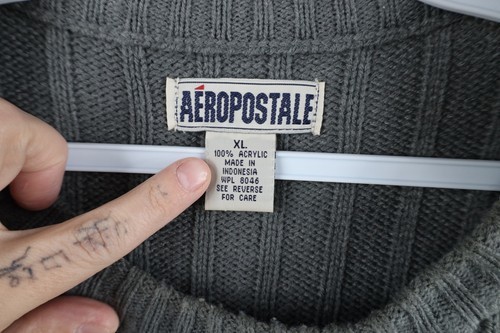 AÉROPOSTALE
XL
100% ACRYLIC
MADE IN
INDONESIA
WPL 8046
SEE REVERSE
FOR CARE